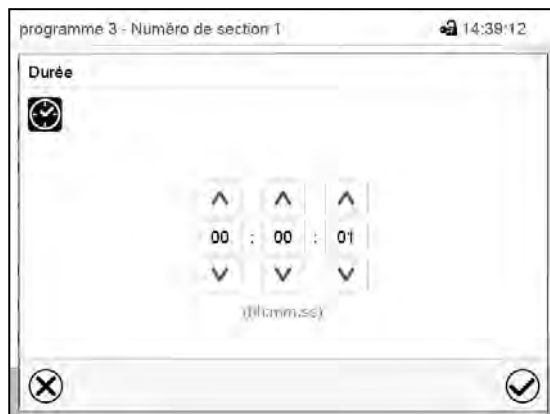 programme 3 - Numéro de section 1 14:39:12
Durée
00 : 00 : 01
(hh:mm:ss)